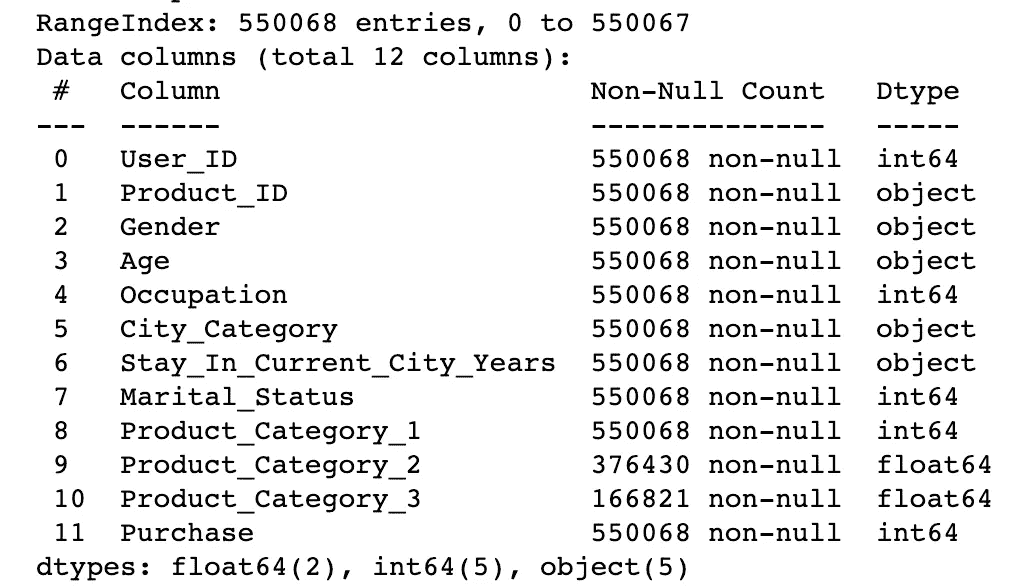 RangeIndex: 550068 entries, 0 to 550067
Data columns (total 12 columns):
 #   Column                      Non-Null Count   Dtype
---  ------                      --------------   -----
 0   User_ID                     550068 non-null  int64
 1   Product_ID                  550068 non-null  object
 2   Gender                      550068 non-null  object
 3   Age                         550068 non-null  object
 4   Occupation                  550068 non-null  int64
 5   City_Category               550068 non-null  object
 6   Stay_In_Current_City_Years  550068 non-null  object
 7   Marital_Status              550068 non-null  int64
 8   Product_Category_1          550068 non-null  int64
 9   Product_Category_2          376430 non-null  float64
 10  Product_Category_3          166821 non-null  float64
 11  Purchase                    550068 non-null  int64
dtypes: float64(2), int64(5), object(5)